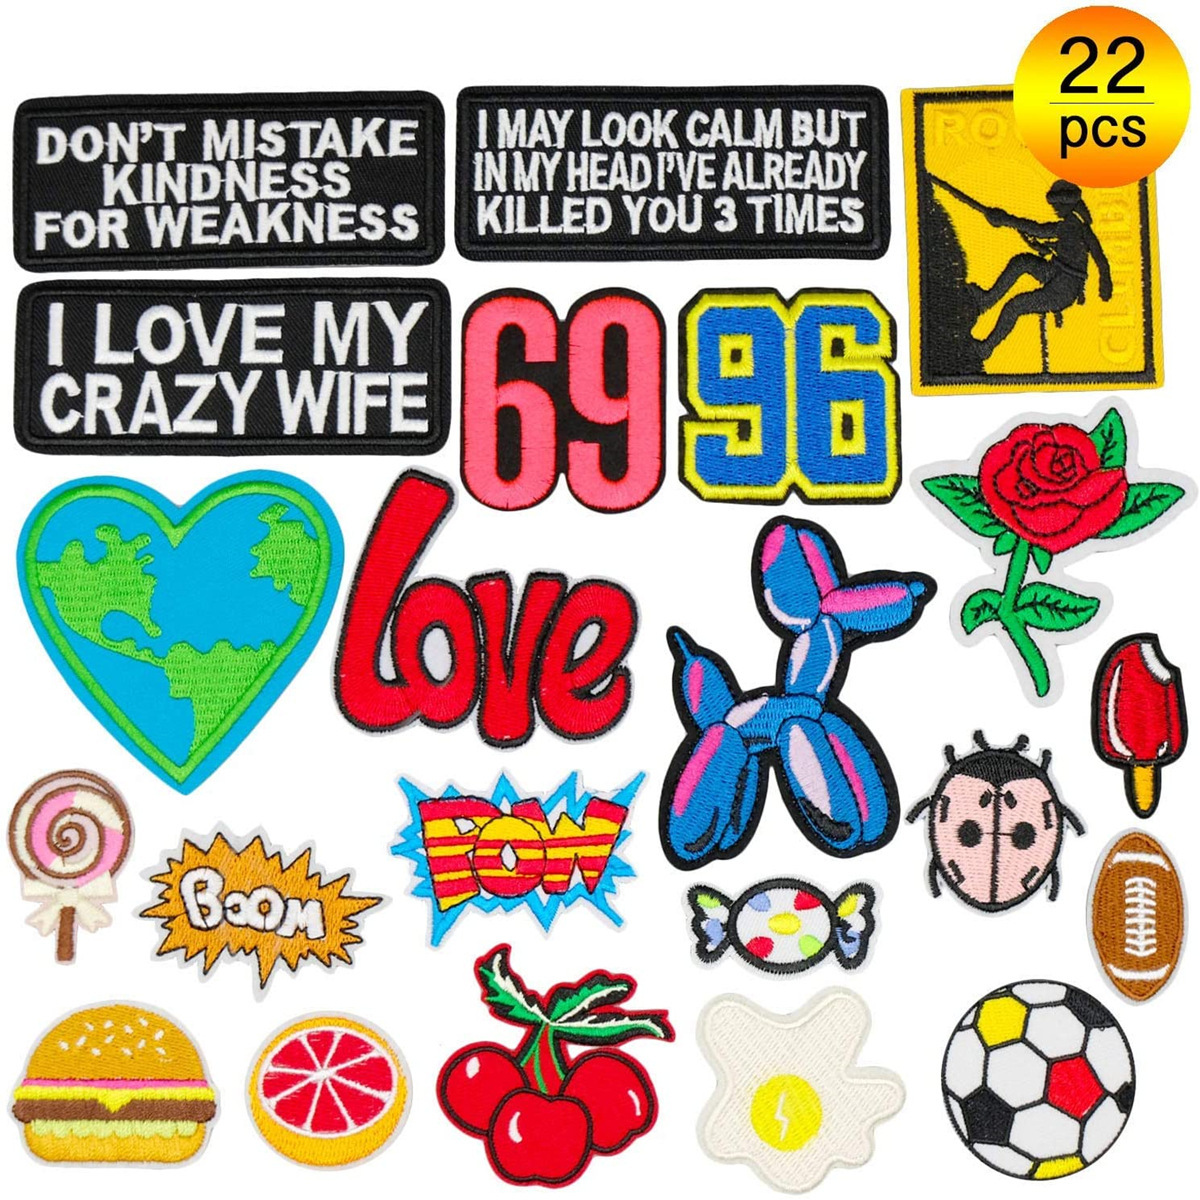 22
pcs
DON'T MISTAKE
KINDNESS
FOR WEAKNESS
I MAY LOOK CALM BUT
IN MY HEAD I'VE ALREADY
KILLED YOU 3 TIMES
I LOVE MY
CRAZY WIFE
69
96
love
BOOM
POW